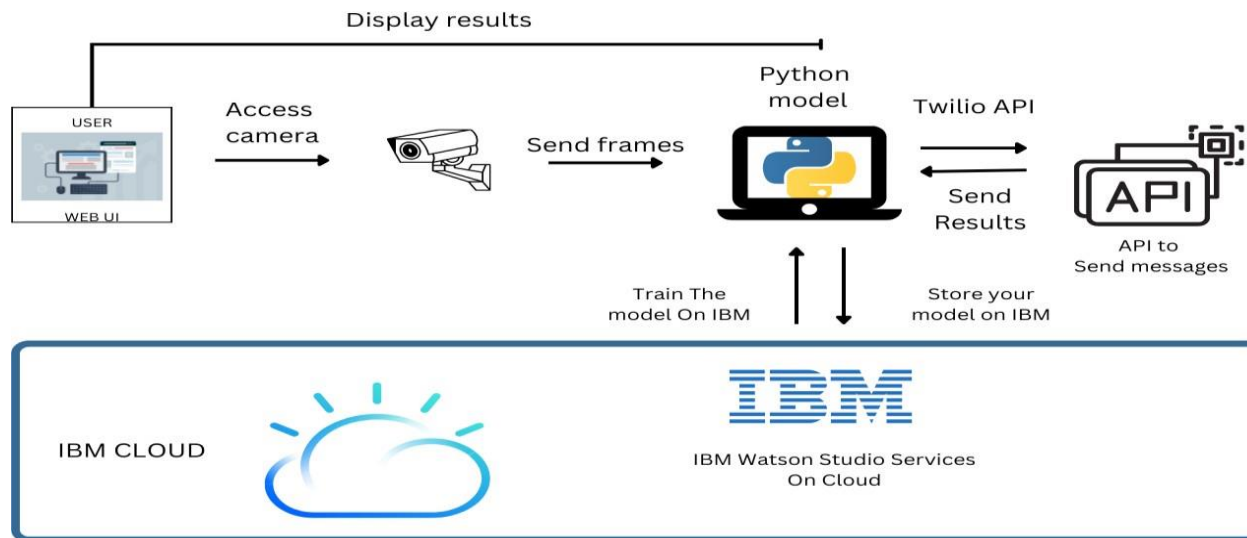 Display results
USER
WEB UI
Access
camera
Send frames
Python
model
Twilio API
Send
Results
API
API to
Send messages
Train The
model On IBM
Store your
model on IBM
IBM CLOUD
IBM
IBM Watson Studio Services
On Cloud